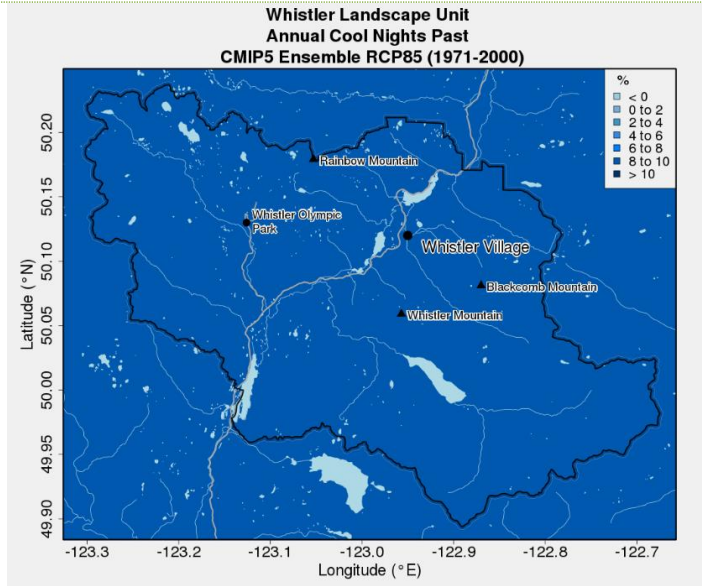 Whistler Landscape Unit
Annual Cool Nights Past
CMIP5 Ensemble RCP85 (1971-2000)
%
< 0
0 to 2
2 to 4
4 to 6
6 to 8
8 to 10
> 10
Rainbow Mountain
Whistler Olympic
Park
Whistler Village
Blackcomb Mountain
Whistler Mountain
Latitude (°N)
50.20
50.15
50.10
50.05
50.00
49.95
49.90
-123.3 -123.2 -123.1 -123.0 -122.9 -122.8 -122.7
Longitude (°E)